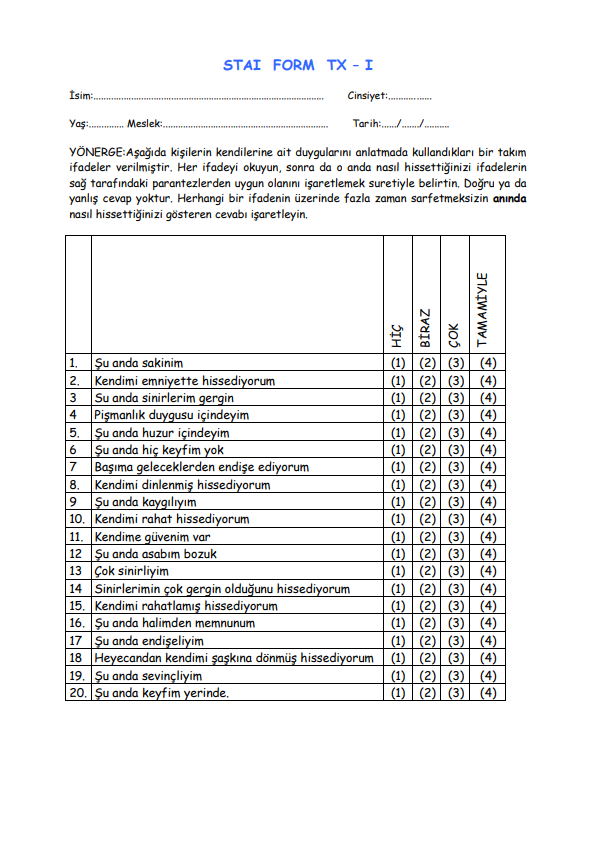 STAI FORM TX – I
İsim:........................................................................................... Cinsiyet:.................
Yaş:.............. Meslek:................................................................. Tarih:....../......./..........
YÖNERGE:Aşağıda kişilerin kendilerine ait duygularını anlatmada kullandıkları bir takım
ifadeler verilmiştir. Her ifadeyi okuyun, sonra da o anda nasıl hissettiğinizi ifadelerin
sağ tarafındaki parantezlerden uygun olanını işaretlemek suretiyle belirtin. Doğru ya da
yanlış cevap yoktur. Herhangi bir ifadenin üzerinde fazla zaman sarfetmeksizin anında
nasıl hissettiğinizi gösteren cevabı işaretleyin.
HİÇ BİRAZ ÇOK TAMAMİYLE
1. Şu anda sakinim (1) (2) (3) (4)
2. Kendimi emniyette hissediyorum (1) (2) (3) (4)
3 Su anda sinirlerim gergin (1) (2) (3) (4)
4 Pişmanlık duygusu içindeyim (1) (2) (3) (4)
5. Şu anda huzur içindeyim (1) (2) (3) (4)
6 Şu anda hiç keyfim yok (1) (2) (3) (4)
7 Başıma geleceklerden endişe ediyorum (1) (2) (3) (4)
8. Kendimi dinlenmiş hissediyorum (1) (2) (3) (4)
9 Şu anda kaygılıyım (1) (2) (3) (4)
10. Kendimi rahat hissediyorum (1) (2) (3) (4)
11. Kendime güvenim var (1) (2) (3) (4)
12 Şu anda asabım bozuk (1) (2) (3) (4)
13 Çok sinirliyim (1) (2) (3) (4)
14 Sinirlerimin çok gergin olduğunu hissediyorum (1) (2) (3) (4)
15. Kendimi rahatlamış hissediyorum (1) (2) (3) (4)
16. Şu anda halimden memnunum (1) (2) (3) (4)
17 Şu anda endişeliyim (1) (2) (3) (4)
18 Heyecandan kendimi şaşkına dönmüş hissediyorum (1) (2) (3) (4)
19. Şu anda sevinçliyim (1) (2) (3) (4)
20. Şu anda keyfim yerinde. (1) (2) (3) (4)